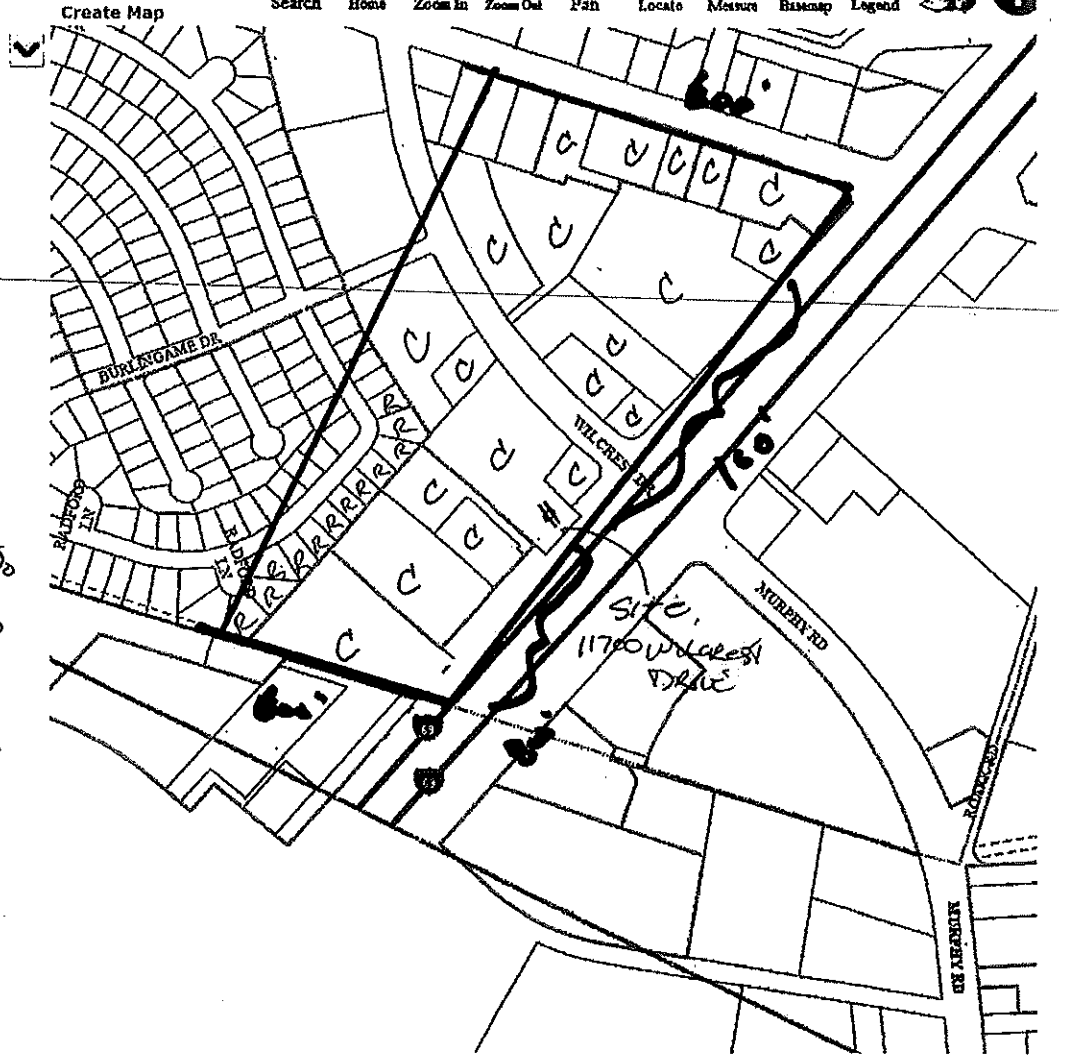 Create Map
Search Home Zoom In Zoom Out Pan Locate Measure Basemap Legend
C C C C C
C C C
C
BURLINGAME DR
C C
C C C
R
R
R
WILCREST DR
C C
160
C C
R R R R R R R
RADFORD LN
RADFORD LN
R
R
R
C
C
SITE.
11700 WILCREST
DRIVE
MURPHY RD
MURPHY RD